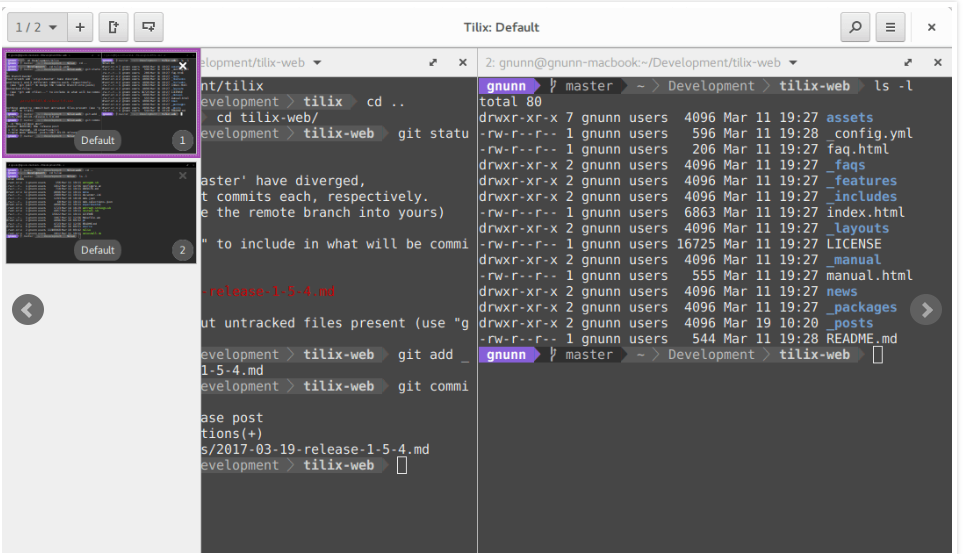 1 / 2
Tilix: Default
Default
1
Default
2
elopment/tilix-web
nt/tilix
evelopment tilix cd ..
cd tilix-web/
evelopment tilix-web git statu
aster' have diverged,
t commits each, respectively.
e the remote branch into yours)
" to include in what will be commi
-release-1-5-4.md
ut untracked files present (use "g
evelopment tilix-web git add _
1-5-4.md
evelopment tilix-web git commi
ase post
tions(+)
s/2017-03-19-release-1-5-4.md
evelopment tilix-web
2: gnunn@gnunn-macbook:~/Development/tilix-web
gnunn master ~ Development tilix-web ls -l
total 80
drwxr-xr-x 7 gnunn users 4096 Mar 11 19:27 assets
-rw-r--r-- 1 gnunn users 596 Mar 11 19:28 _config.yml
-rw-r--r-- 1 gnunn users 206 Mar 11 19:27 faq.html
drwxr-xr-x 2 gnunn users 4096 Mar 11 19:27 _faqs
drwxr-xr-x 2 gnunn users 4096 Mar 11 19:27 _features
drwxr-xr-x 2 gnunn users 4096 Mar 11 19:27 _includes
-rw-r--r-- 1 gnunn users 6863 Mar 11 19:27 index.html
drwxr-xr-x 2 gnunn users 4096 Mar 11 19:27 _layouts
-rw-r--r-- 1 gnunn users 16725 Mar 11 19:27 LICENSE
drwxr-xr-x 2 gnunn users 4096 Mar 11 19:27 _manual
-rw-r--r-- 1 gnunn users 555 Mar 11 19:27 manual.html
drwxr-xr-x 2 gnunn users 4096 Mar 11 19:27 news
drwxr-xr-x 2 gnunn users 4096 Mar 11 19:27 _packages
drwxr-xr-x 2 gnunn users 4096 Mar 19 10:20 _posts
-rw-r--r-- 1 gnunn users 544 Mar 11 19:28 README.md
gnunn master ~ Development tilix-web